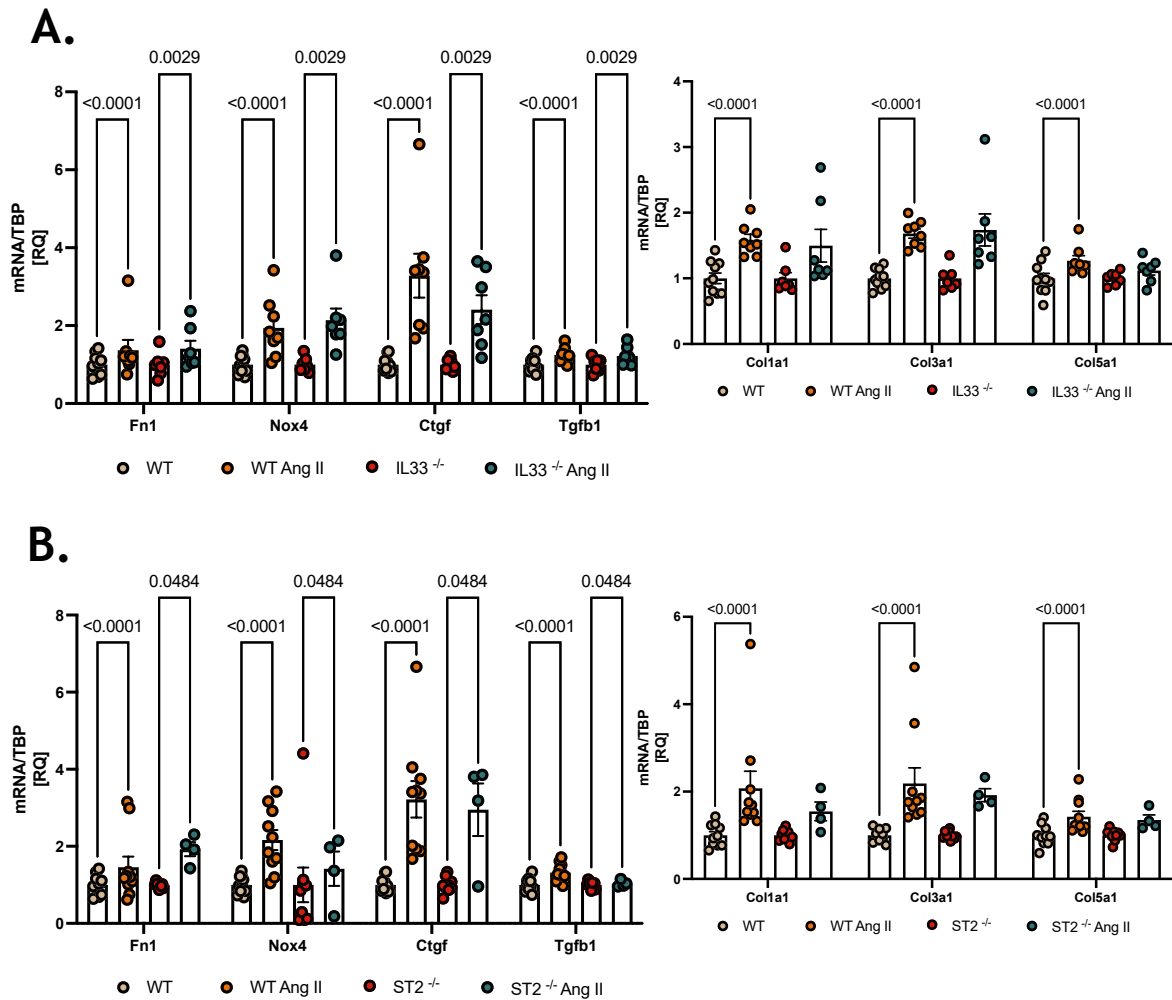 A.
0.0029 0.0029 0.0029 0.0029
<0.0001 <0.0001 <0.0001 <0.0001
8
6
4
2
0
mRNA/TBP
[RQ]
Fn1 Nox4 Ctgf Tgfb1
WT WT Ang II IL33 -/- IL33 -/- Ang II
<0.0001 <0.0001 <0.0001
4
3
2
1
0
mRNA/TBP
[RQ]
Col1a1 Col3a1 Col5a1
WT WT Ang II IL33 -/- IL33 -/- Ang II
B.
0.0484 0.0484 0.0484 0.0484
<0.0001 <0.0001 <0.0001 <0.0001
8
6
4
2
0
mRNA/TBP
[RQ]
Fn1 Nox4 Ctgf Tgfb1
WT WT Ang II ST2 -/- ST2 -/- Ang II
<0.0001 <0.0001 <0.0001
6
4
2
0
mRNA/TBP
[RQ]
Col1a1 Col3a1 Col5a1
WT WT Ang II ST2 -/- ST2 -/- Ang II